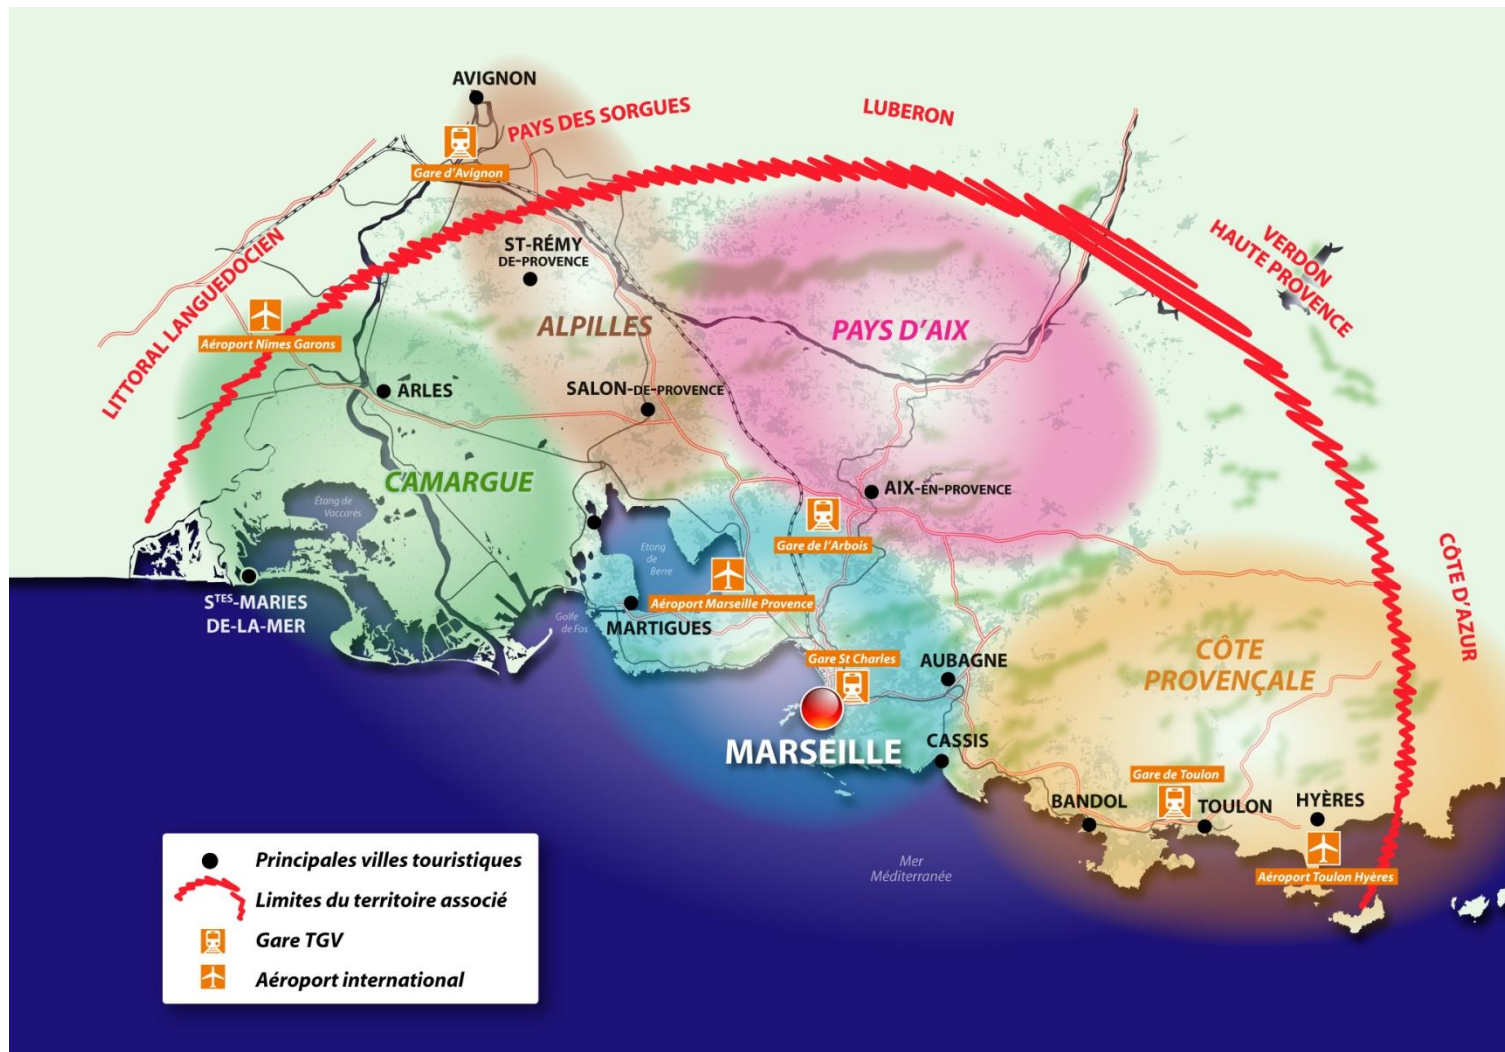 AVIGNON
PAYS DES SORGUES
LUBERON
Gare d'Avignon
LITTORAL LANGUEDOCIEN
ST-RÉMY
DE-PROVENCE
VERDON
HAUTE PROVENCE
Aéroport Nîmes Garons
ALPILLES
PAYS D'AIX
ARLES
SALON-DE-PROVENCE
CAMARGUE
AIX-EN-PROVENCE
Étang de
Vaccarès
Gare de l'Arbois
Etang
de
Berre
CÔTE D'AZUR
STES-MARIES
DE-LA-MER
Aéroport Marseille Provence
Golfe
de Fos
MARTIGUES
Gare St Charles
AUBAGNE
CÔTE
PROVENÇALE
MARSEILLE
CASSIS
Gare de Toulon
BANDOL
TOULON
HYÈRES
Mer
Méditerranée
Aéroport Toulon Hyères
Principales villes touristiques
Limites du territoire associé
Gare TGV
Aéroport international